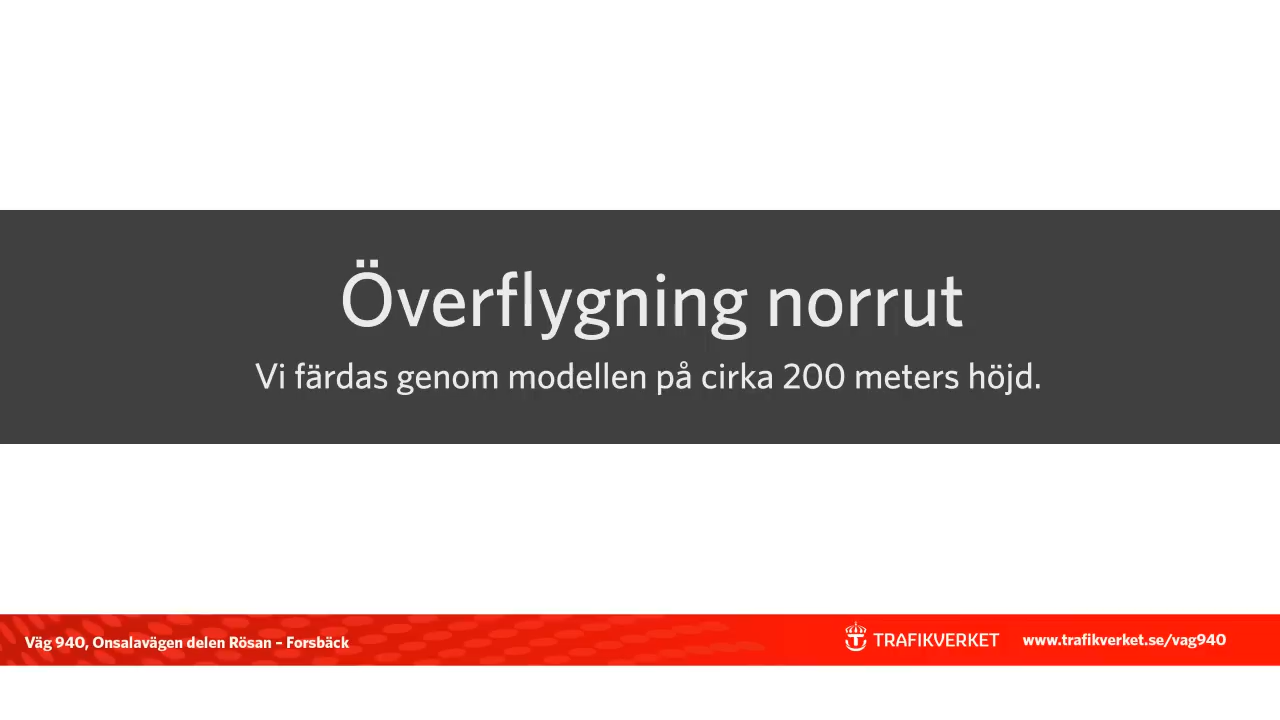 Överflygning norrut
Vi färdas genom modellen på cirka 200 meters höjd.
Väg 940, Onsalavägen delen Rösan – Forsbäck
TRAFIKVERKET
www.trafikverket.se/vag940